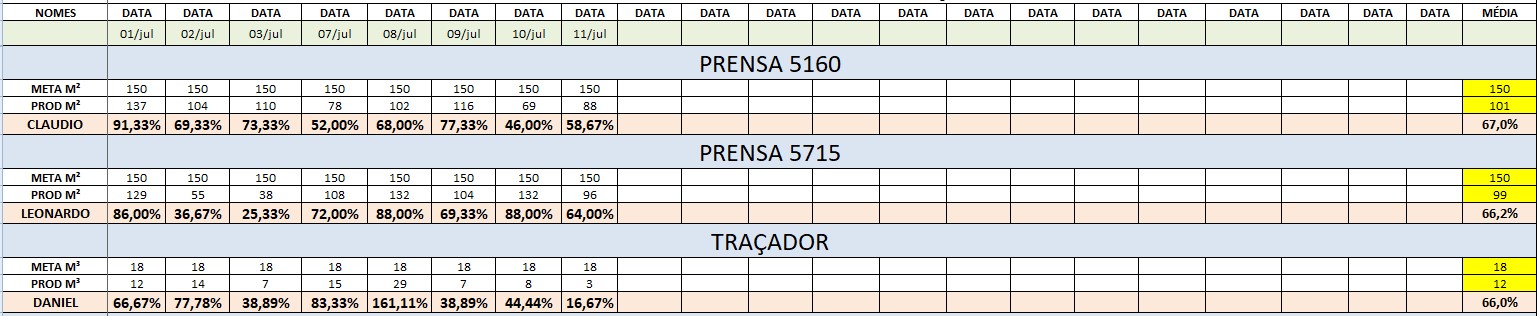 NOMES DATA DATA DATA DATA DATA DATA DATA DATA DATA DATA DATA DATA DATA DATA DATA DATA DATA DATA DATA DATA MÉDIA
01/jul 02/jul 03/jul 07/jul 08/jul 09/jul 10/jul 11/jul
PRENSA 5160
META M² 150 150 150 150 150 150 150 150 150
PROD M² 137 104 110 78 102 116 69 88 101
CLAUDIO 91,33% 69,33% 73,33% 52,00% 68,00% 77,33% 46,00% 58,67% 67,0%
PRENSA 5715
META M² 150 150 150 150 150 150 150 150 150
PROD M² 129 55 38 108 132 104 132 96 99
LEONARDO 86,00% 36,67% 25,33% 72,00% 88,00% 69,33% 88,00% 64,00% 66,2%
TRAÇADOR
META M³ 18 18 18 18 18 18 18 18 18
PROD M³ 12 14 7 15 29 7 8 3 12
DANIEL 66,67% 77,78% 38,89% 83,33% 161,11% 38,89% 44,44% 16,67% 66,0%